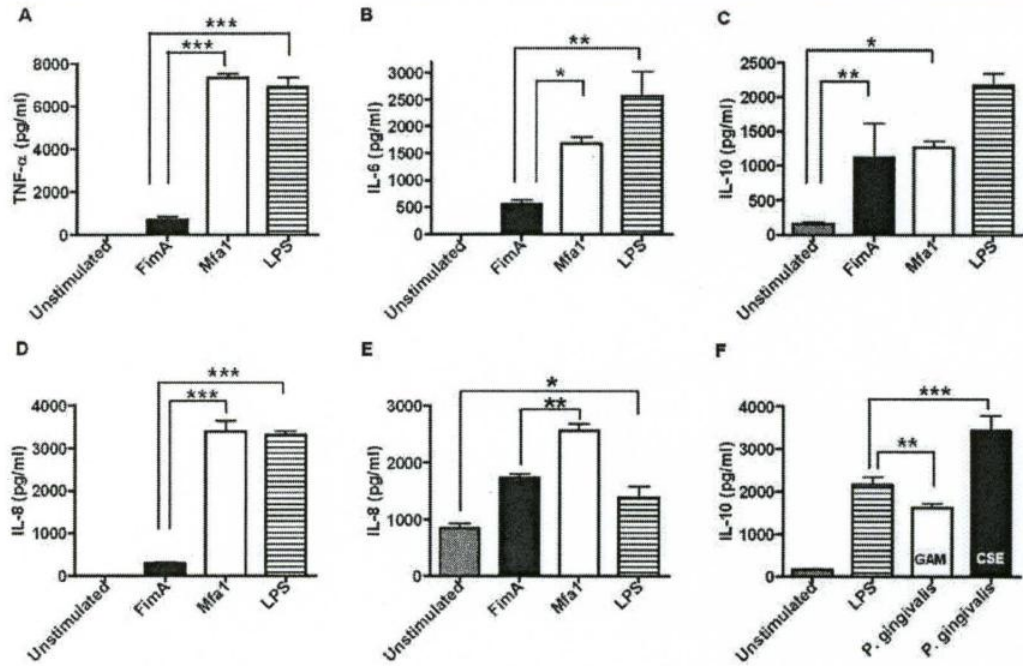 A
***
***
TNF-α (pg/ml)
8000
6000
4000
2000
0
Unstimulated
FimA
Mfa1
LPS
B
**
*
IL-6 (pg/ml)
3000
2500
2000
1500
1000
500
0
Unstimulated
FimA
Mfa1
LPS
C
*
**
IL-10 (pg/ml)
2500
2000
1500
1000
500
0
Unstimulated
FimA
Mfa1
LPS
D
***
***
IL-8 (pg/ml)
4000
3000
2000
1000
0
Unstimulated
FimA
Mfa1
LPS
E
*
**
IL-8 (pg/ml)
3000
2000
1000
0
Unstimulated
FimA
Mfa1
LPS
F
***
**
IL-10 (pg/ml)
4000
3000
2000
1000
0
GAM
CSE
Unstimulated
LPS
P. gingivalis
P. gingivalis